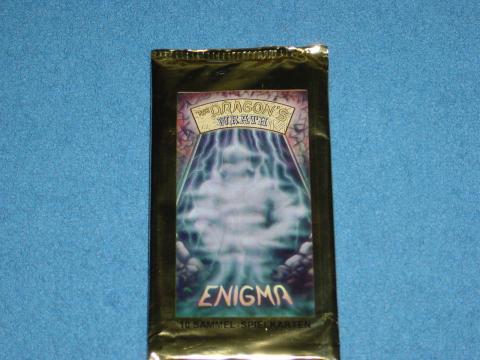 THE DRAGON'S
WRATH
ENIGMA
10 SAMMEL-SPIELKARTEN